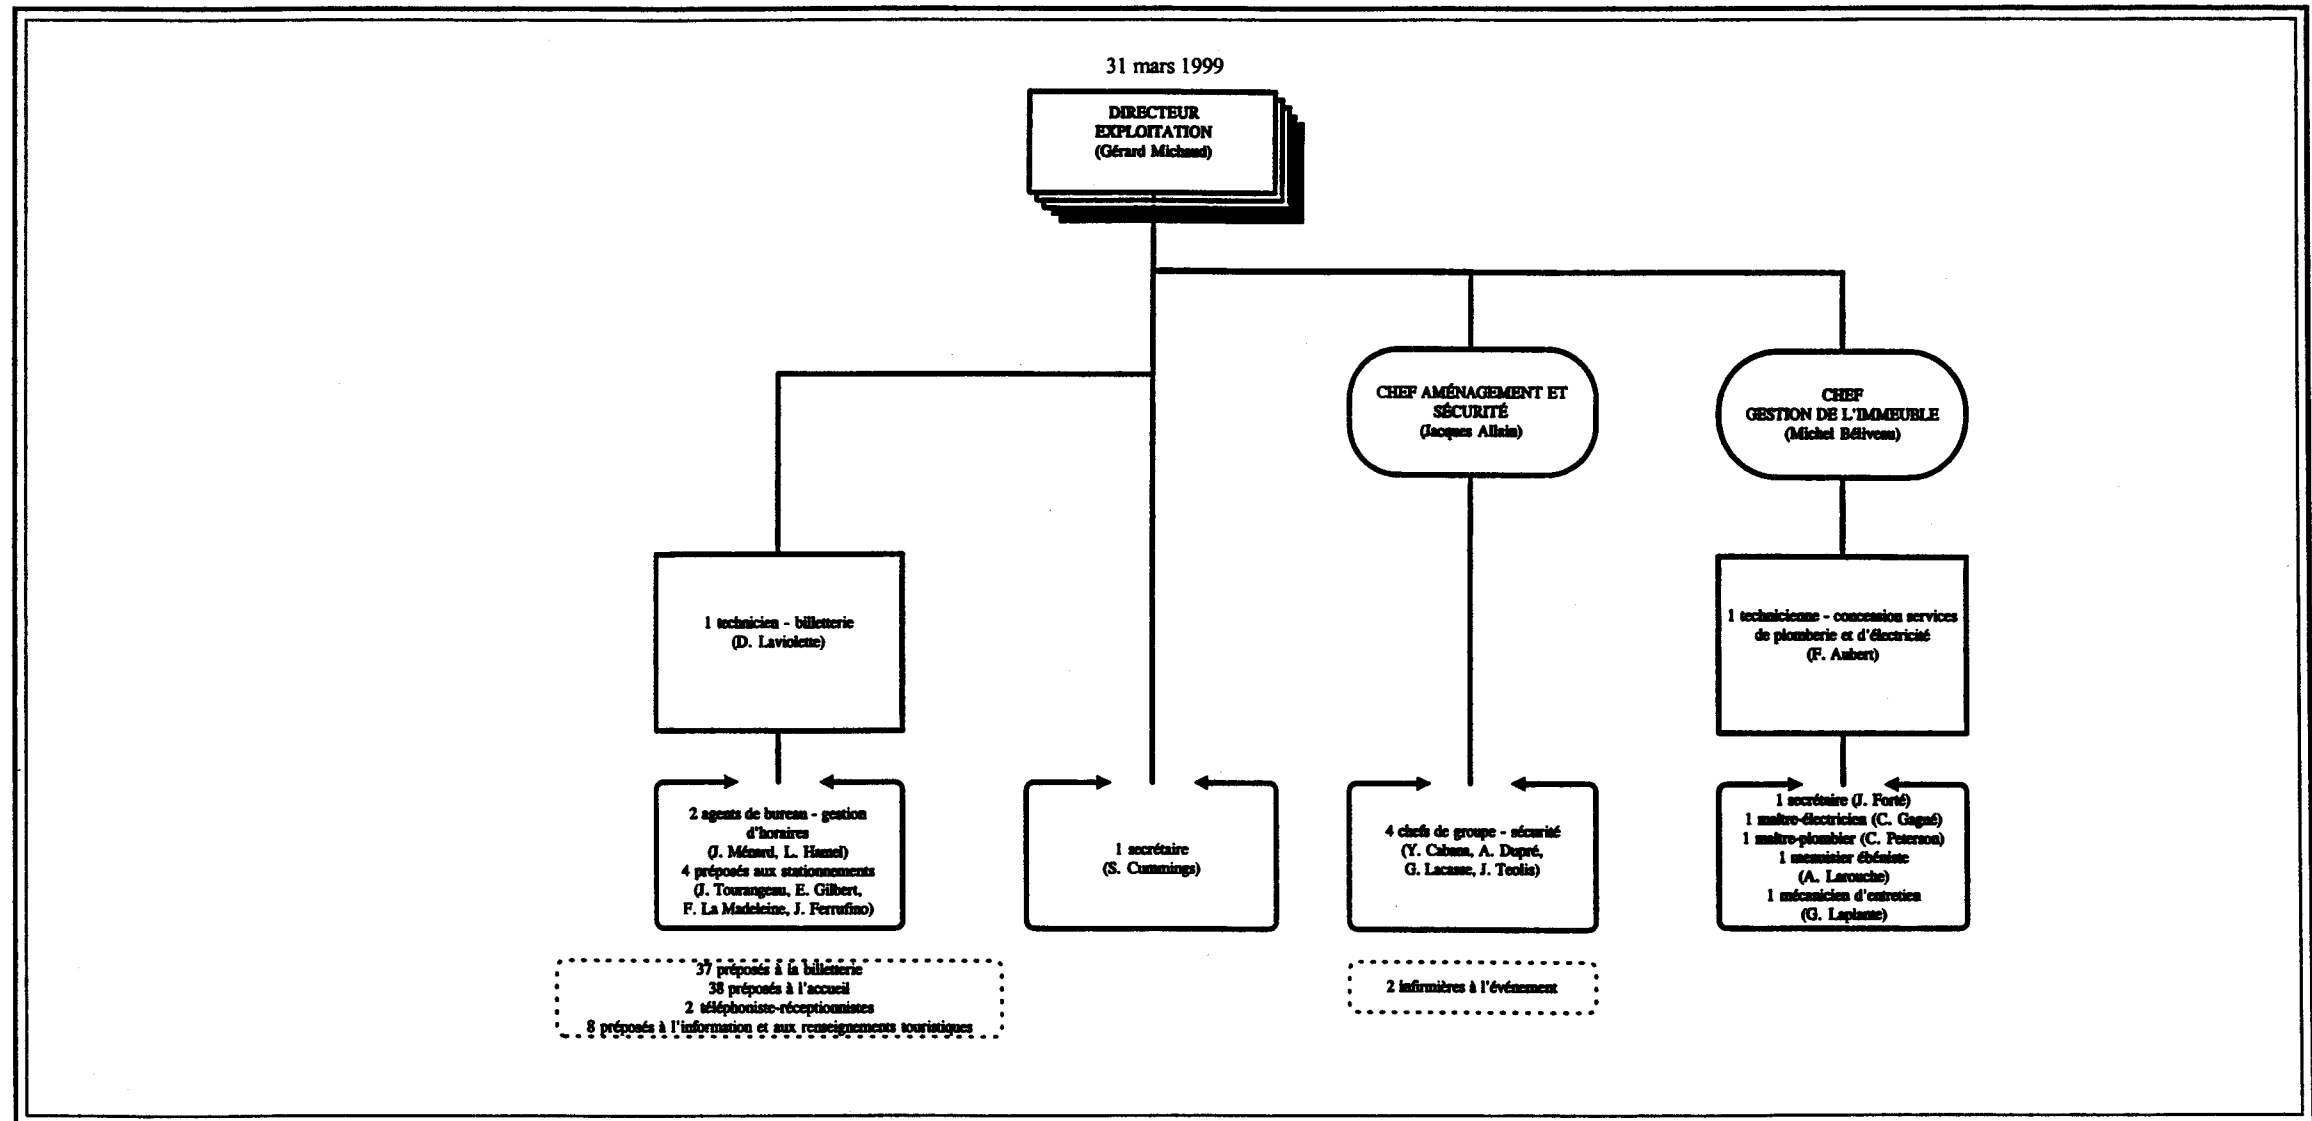 31 mars 1999
DIRECTEUR
EXPLOITATION
(Gérard Michaud)
CHEF AMÉNAGEMENT ET
SÉCURITÉ
(Jacques Allain)
CHEF
GESTION DE L'IMMEUBLE
(Michel Béliveau)
1 technicien - billetterie
(D. Laviolette)
1 technicienne - concession services
de plomberie et d'électricité
(F. Aubert)
2 agents de bureau - gestion
d'horaires
(J. Ménard, L. Hamel)
4 préposés aux stationnements
(J. Tourangeau, E. Gilbert,
F. La Madeleine, J. Ferrufino)
1 secrétaire
(S. Cummings)
4 chefs de groupe - sécurité
(Y. Cabana, A. Dupré,
G. Lacasse, J. Teolis)
1 secrétaire (J. Forté)
1 maître-électricien (C. Gagné)
1 maître-plombier (C. Peterson)
1 menuisier ébéniste
(A. Larouche)
1 mécanicien d'entretien
(G. Laplante)
37 préposés à la billetterie
38 préposés à l'accueil
2 téléphoniste-réceptionnistes
8 préposés à l'information et aux renseignements touristiques
2 infirmières à l'événement